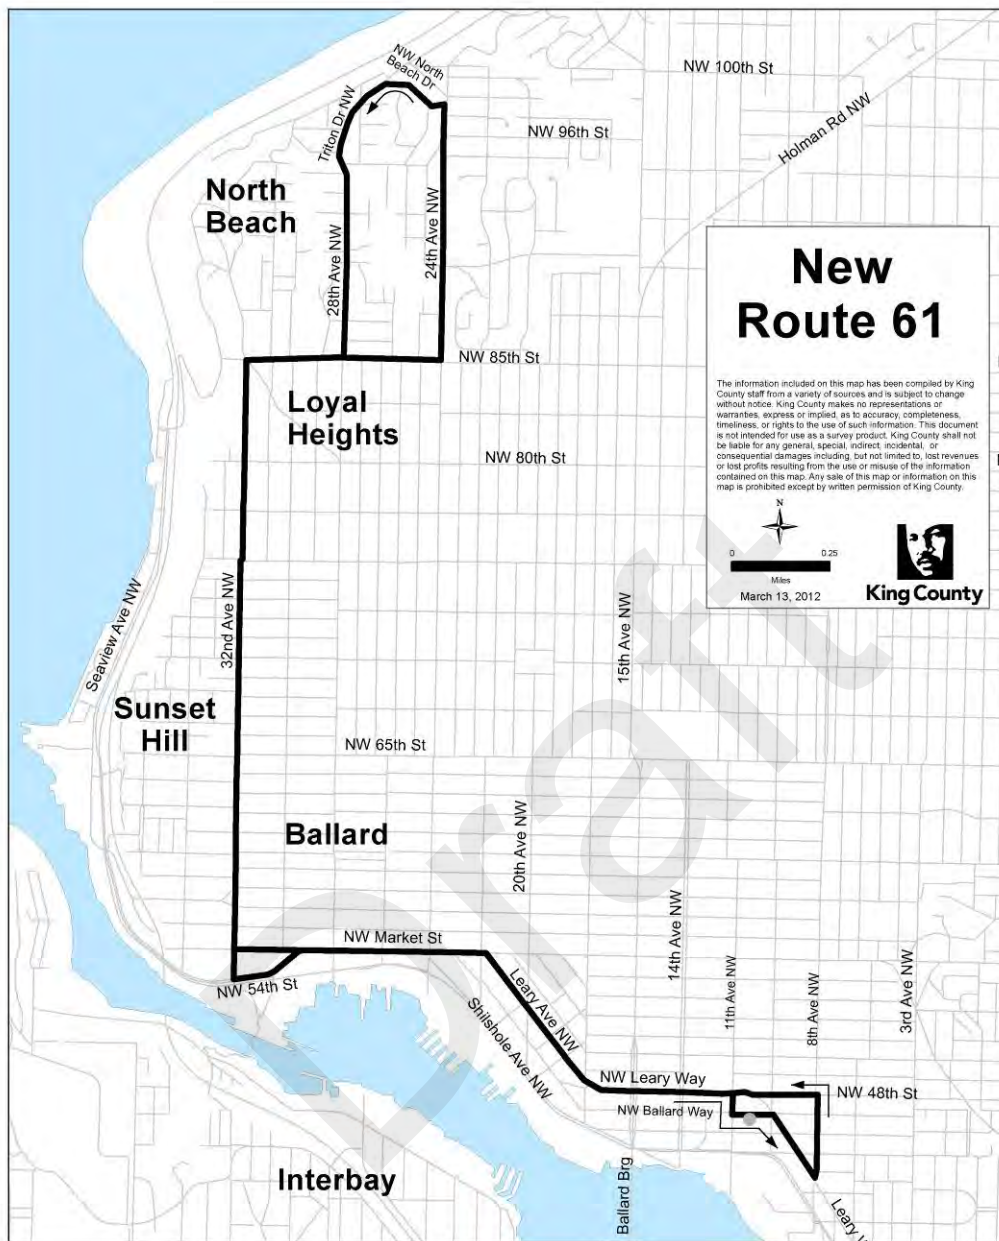 NW North
Beach Dr
NW 100th St
Triton Dr NW
NW 96th St
Holman Rd NW
North
Beach
28th Ave NW
24th Ave NW
New
Route 61
NW 85th St
The information included on this map has been compiled by King
County staff from a variety of sources and is subject to change
without notice. King County makes no representations or
warranties, express or implied, as to accuracy, completeness,
timeliness, or rights to the use of such information. This document
is not intended for use as a survey product. King County shall not
be liable for any general, special, indirect, incidental, or
consequential damages including, but not limited to, lost revenues
or lost profits resulting from the use or misuse of the information
contained on this map. Any sale of this map or information on this
map is prohibited except by written permission of King County.
Loyal
Heights
NW 80th St
N
0 0.25
Miles
March 13, 2012
King County
32nd Ave NW
Seaview Ave NW
15th Ave NW
Sunset
Hill
NW 65th St
Draft
Ballard
20th Ave NW
NW Market St
14th Ave NW
11th Ave NW
8th Ave NW
3rd Ave NW
NW 54th St
Leary Ave NW
Shilshole Ave NW
NW Leary Way
NW 48th St
NW Ballard Way
Interbay
Ballard Brg
Leary